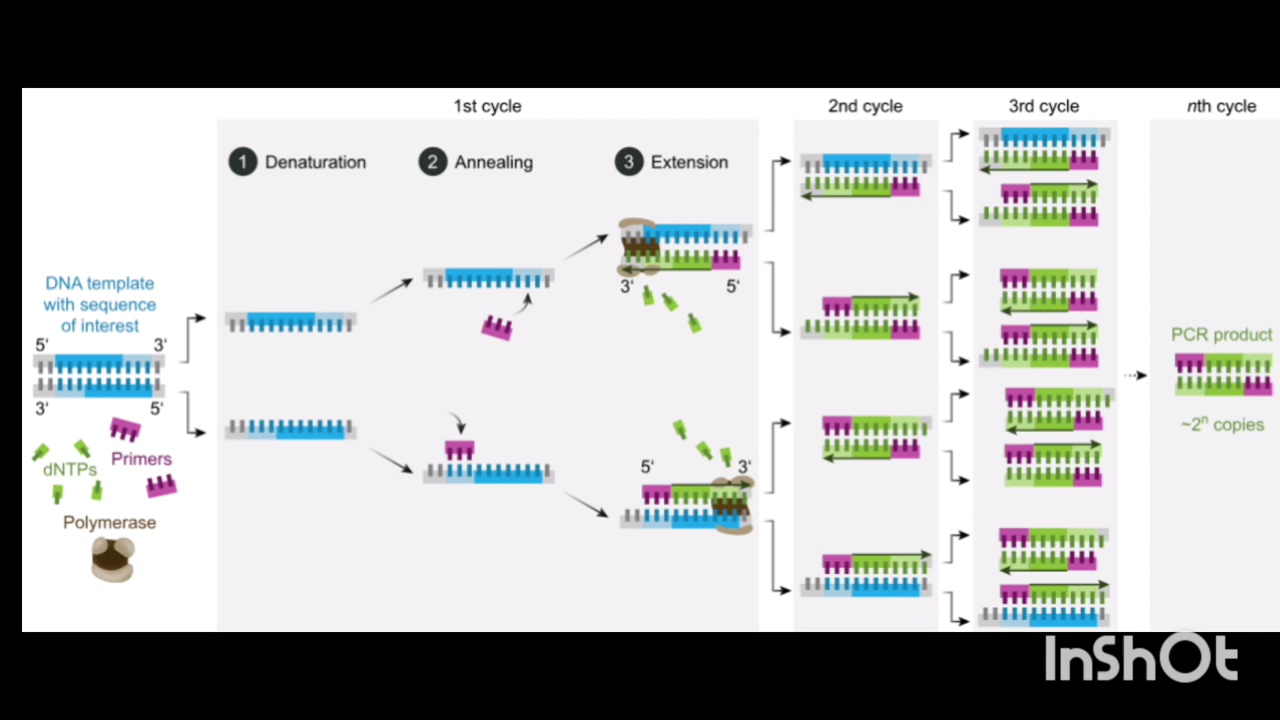 1st cycle
2nd cycle
3rd cycle
nth cycle
1 Denaturation
2 Annealing
3 Extension
DNA template
with sequence
of interest
5' 3'
3' 5'
dNTPs
Primers
Polymerase
3' 5'
5' 3'
PCR product
~2ⁿ copies
InShOt